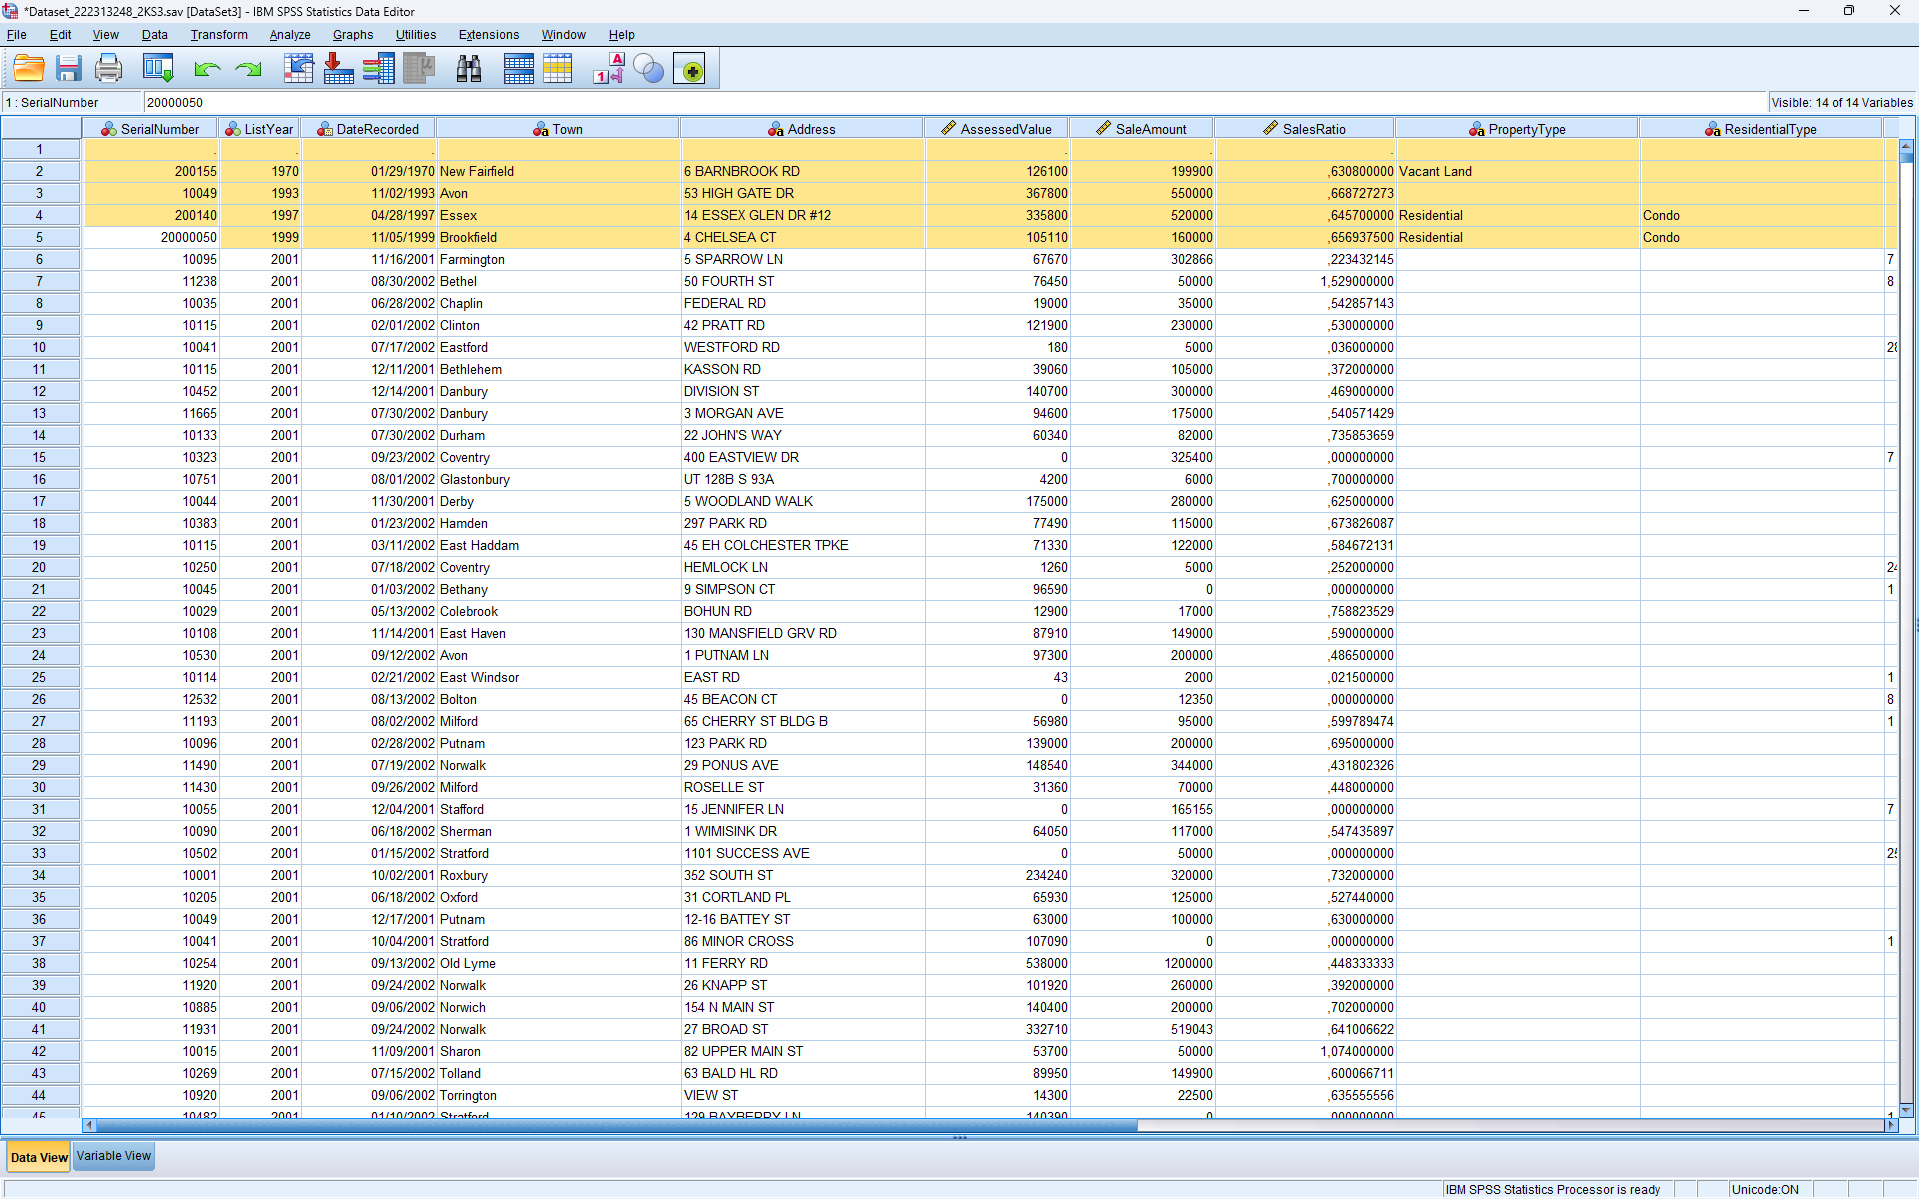 *Dataset_222313248_2KS3.sav [DataSet3] - IBM SPSS Statistics Data Editor
File Edit View Data Transform Analyze Graphs Utilities Extensions Window Help
1 : SerialNumber 20000050 Visible: 14 of 14 Variables
SerialNumber ListYear DateRecorded Town Address AssessedValue SaleAmount SalesRatio PropertyType ResidentialType
1 . . . . . .
2 200155 1970 01/29/1970 New Fairfield 6 BARNBROOK RD 126100 199900 ,630800000 Vacant Land
3 10049 1993 11/02/1993 Avon 53 HIGH GATE DR 367800 550000 ,668727273
4 200140 1997 04/28/1997 Essex 14 ESSEX GLEN DR #12 335800 520000 ,645700000 Residential Condo
5 20000050 1999 11/05/1999 Brookfield 4 CHELSEA CT 105110 160000 ,656937500 Residential Condo
6 10095 2001 11/16/2001 Farmington 5 SPARROW LN 67670 302866 ,223432145 7
7 11238 2001 08/30/2002 Bethel 50 FOURTH ST 76450 50000 1,529000000 8
8 10035 2001 06/28/2002 Chaplin FEDERAL RD 19000 35000 ,542857143
9 10115 2001 02/01/2002 Clinton 42 PRATT RD 121900 230000 ,530000000
10 10041 2001 07/17/2002 Eastford WESTFORD RD 180 5000 ,036000000 28
11 10115 2001 12/11/2001 Bethlehem KASSON RD 39060 105000 ,372000000
12 10452 2001 12/14/2001 Danbury DIVISION ST 140700 300000 ,469000000
13 11665 2001 07/30/2002 Danbury 3 MORGAN AVE 94600 175000 ,540571429
14 10133 2001 07/30/2002 Durham 22 JOHN'S WAY 60340 82000 ,735853659
15 10323 2001 09/23/2002 Coventry 400 EASTVIEW DR 0 325400 ,000000000 7
16 10751 2001 08/01/2002 Glastonbury UT 128B S 93A 4200 6000 ,700000000
17 10044 2001 11/30/2001 Derby 5 WOODLAND WALK 175000 280000 ,625000000
18 10383 2001 01/23/2002 Hamden 297 PARK RD 77490 115000 ,673826087
19 10115 2001 03/11/2002 East Haddam 45 EH COLCHESTER TPKE 71330 122000 ,584672131
20 10250 2001 07/18/2002 Coventry HEMLOCK LN 1260 5000 ,252000000 24
21 10045 2001 01/03/2002 Bethany 9 SIMPSON CT 96590 0 ,000000000 1
22 10029 2001 05/13/2002 Colebrook BOHUN RD 12900 17000 ,758823529
23 10108 2001 11/14/2001 East Haven 130 MANSFIELD GRV RD 87910 149000 ,590000000
24 10530 2001 09/12/2002 Avon 1 PUTNAM LN 97300 200000 ,486500000
25 10114 2001 02/21/2002 East Windsor EAST RD 43 2000 ,021500000 1
26 12532 2001 08/13/2002 Bolton 45 BEACON CT 0 12350 ,000000000 8
27 11193 2001 08/02/2002 Milford 65 CHERRY ST BLDG B 56980 95000 ,599789474 1
28 10096 2001 02/28/2002 Putnam 123 PARK RD 139000 200000 ,695000000
29 11490 2001 07/19/2002 Norwalk 29 PONUS AVE 148540 344000 ,431802326
30 11430 2001 09/26/2002 Milford ROSELLE ST 31360 70000 ,448000000
31 10055 2001 12/04/2001 Stafford 15 JENNIFER LN 0 165155 ,000000000 7
32 10090 2001 06/18/2002 Sherman 1 WIMISINK DR 64050 117000 ,547435897
33 10502 2001 01/15/2002 Stratford 1101 SUCCESS AVE 0 50000 ,000000000 25
34 10001 2001 10/02/2001 Roxbury 352 SOUTH ST 234240 320000 ,732000000
35 10205 2001 06/18/2002 Oxford 31 CORTLAND PL 65930 125000 ,527440000
36 10049 2001 12/17/2001 Putnam 12-16 BATTEY ST 63000 100000 ,630000000
37 10041 2001 10/04/2001 Stratford 86 MINOR CROSS 107090 0 ,000000000 1
38 10254 2001 09/13/2002 Old Lyme 11 FERRY RD 538000 1200000 ,448333333
39 11920 2001 09/24/2002 Norwalk 26 KNAPP ST 101920 260000 ,392000000
40 10885 2001 09/06/2002 Norwich 154 N MAIN ST 140400 200000 ,702000000
41 11931 2001 09/24/2002 Norwalk 27 BROAD ST 332710 519043 ,641006622
42 10015 2001 11/09/2001 Sharon 82 UPPER MAIN ST 53700 50000 1,074000000
43 10269 2001 07/15/2002 Tolland 63 BALD HL RD 89950 149900 ,600066711
44 10920 2001 09/06/2002 Torrington VIEW ST 14300 22500 ,635555556
45 10482 2001 01/10/2002 Stratford 129 BAYBERRY LN 140390 0 ,000000000 1
Data View Variable View
IBM SPSS Statistics Processor is ready Unicode:ON